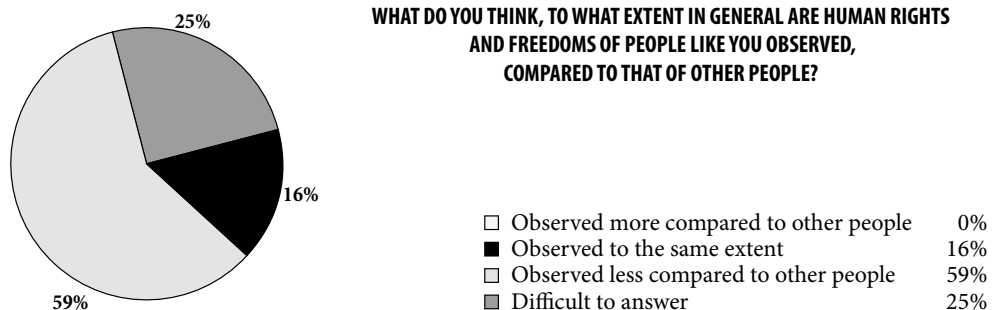 WHAT DO YOU THINK, TO WHAT EXTENT IN GENERAL ARE HUMAN RIGHTS
AND FREEDOMS OF PEOPLE LIKE YOU OBSERVED,
COMPARED TO THAT OF OTHER PEOPLE?
25%
16%
59%
Observed more compared to other people 0%
Observed to the same extent 16%
Observed less compared to other people 59%
Difficult to answer 25%